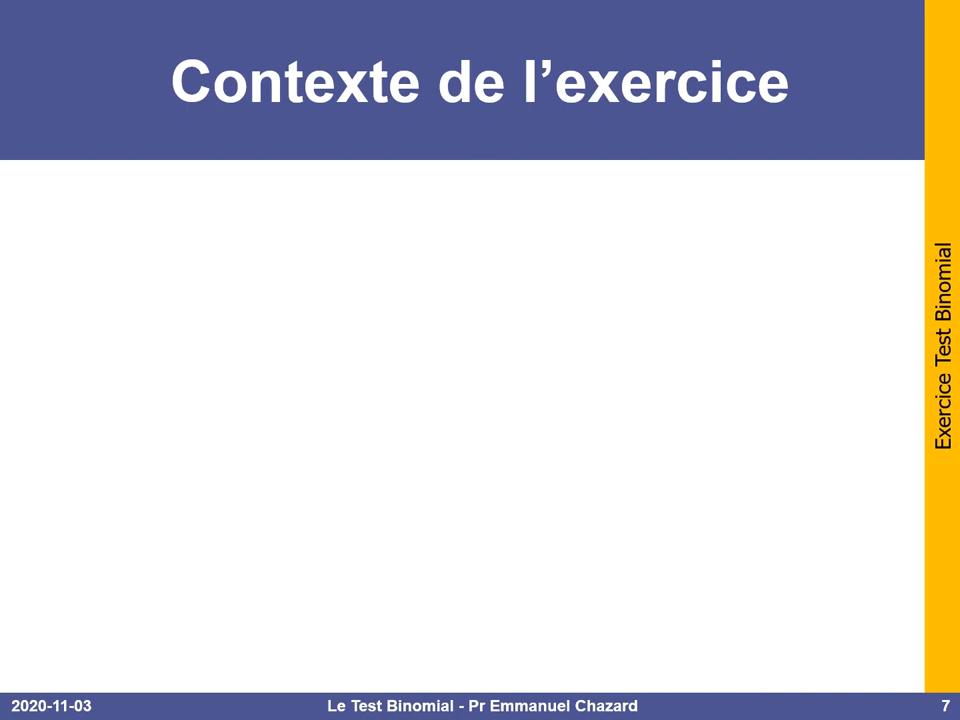 Contexte de l’exercice
Exercice Test Binomial
2020-11-03
Le Test Binomial - Pr Emmanuel Chazard
7